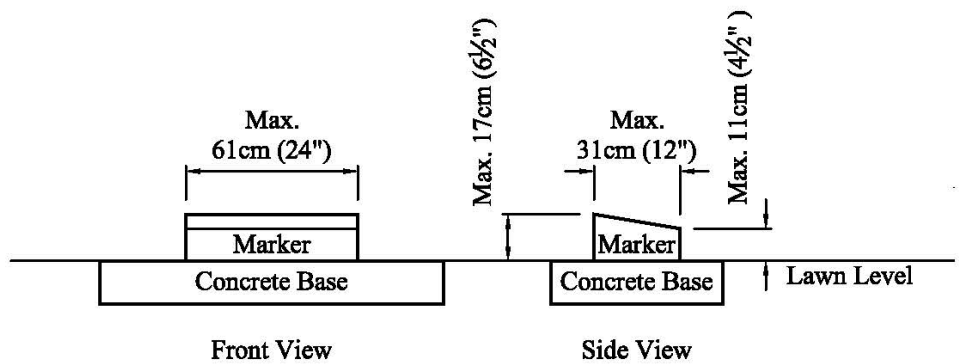 Max.
61cm (24")
Max. 17cm (6½")
Max.
31cm (12")
Max. 11cm (4½")
Marker
Marker
Concrete Base
Concrete Base
Lawn Level
Front View
Side View